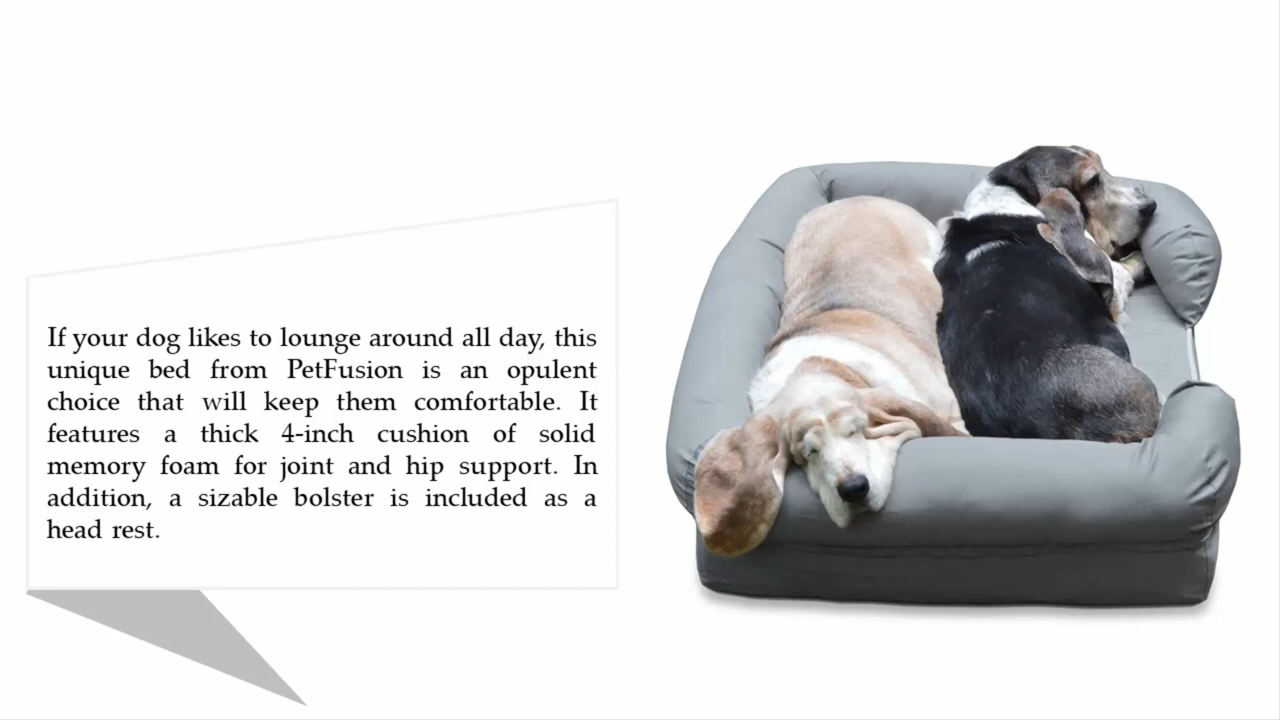 If your dog likes to lounge around all day, this
unique bed from PetFusion is an opulent
choice that will keep them comfortable. It
features a thick 4-inch cushion of solid
memory foam for joint and hip support. In
addition, a sizable bolster is included as a
head rest.